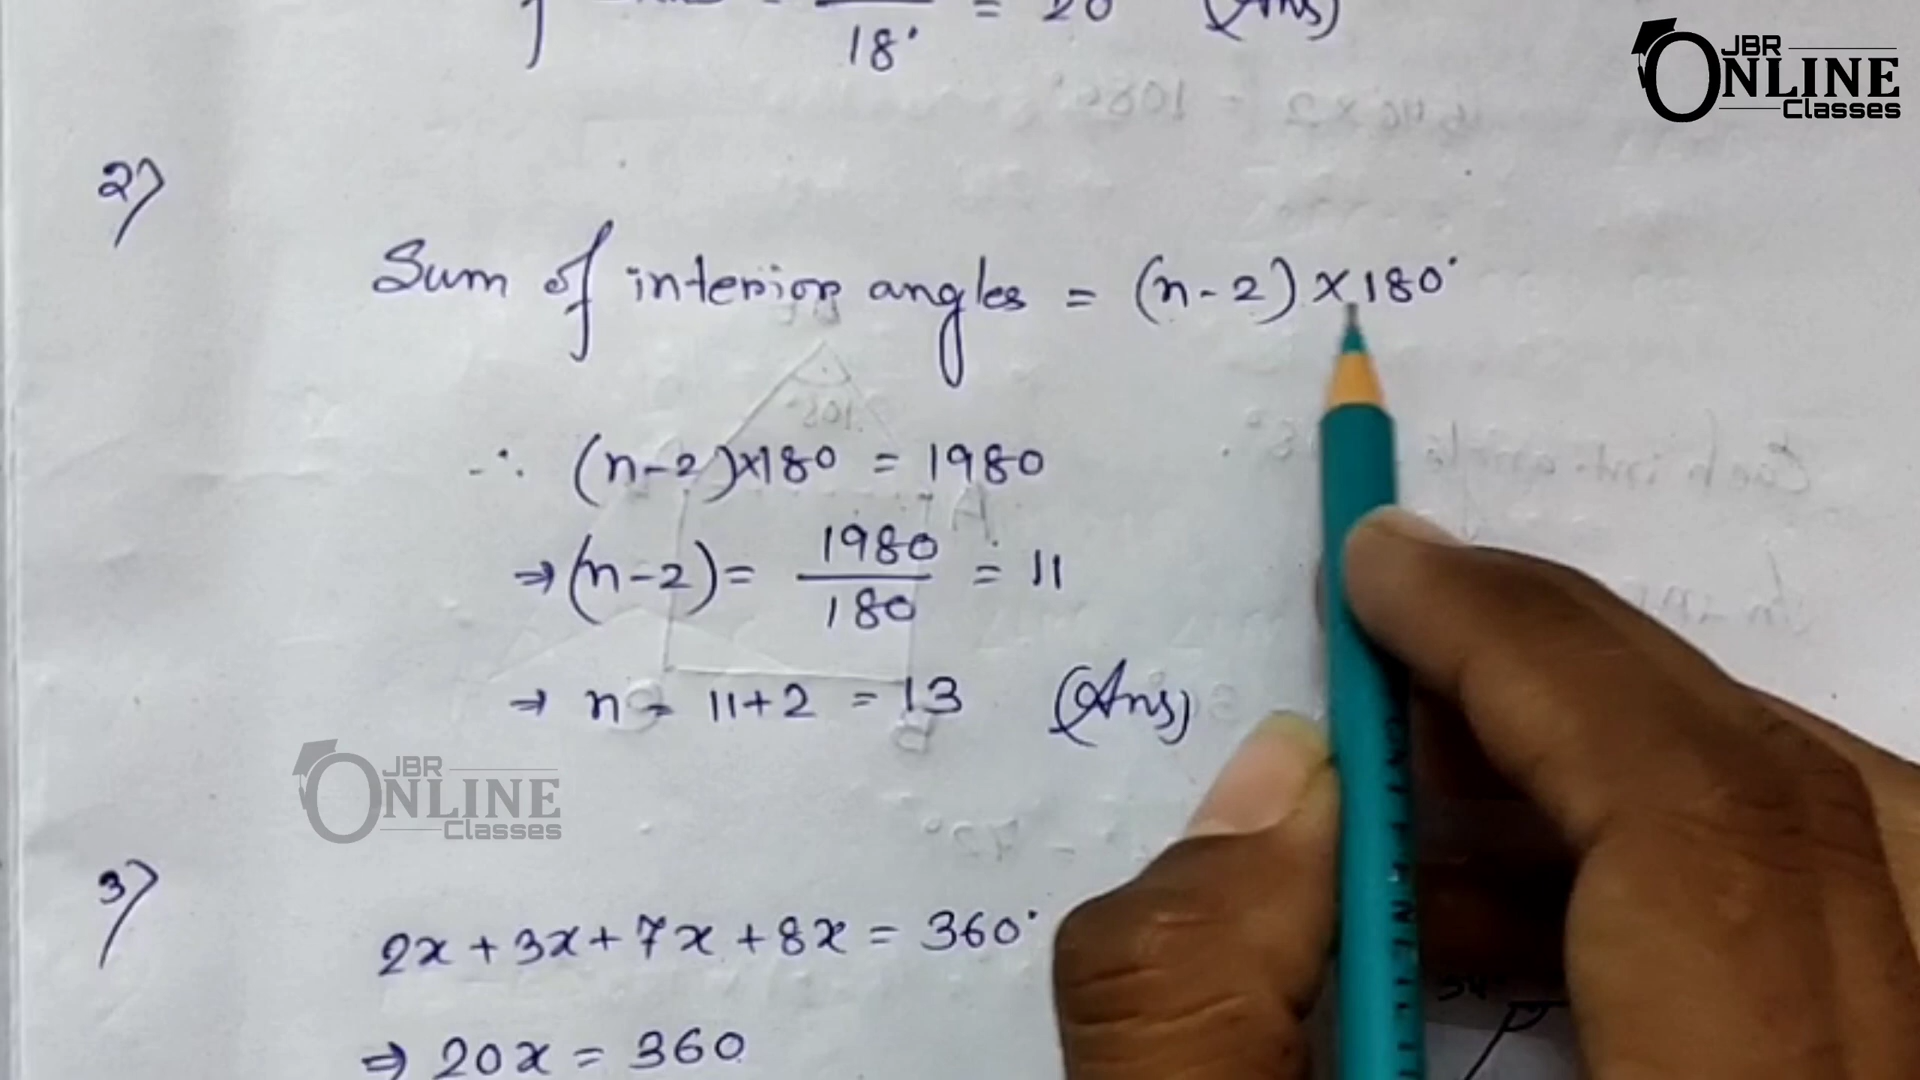 18° = 20 (Ans)
JBR
ONLINE
Classes
2)
Sum of interior angles = (n-2) × 180°
∴ (n-2)×180 = 1980
⇒ (n-2) = 1980/180 = 11
→ n = 11+2 = 13 (Ans)
JBR
ONLINE
Classes
3)
2x + 3x + 7x + 8x = 360°
⇒ 20x = 360